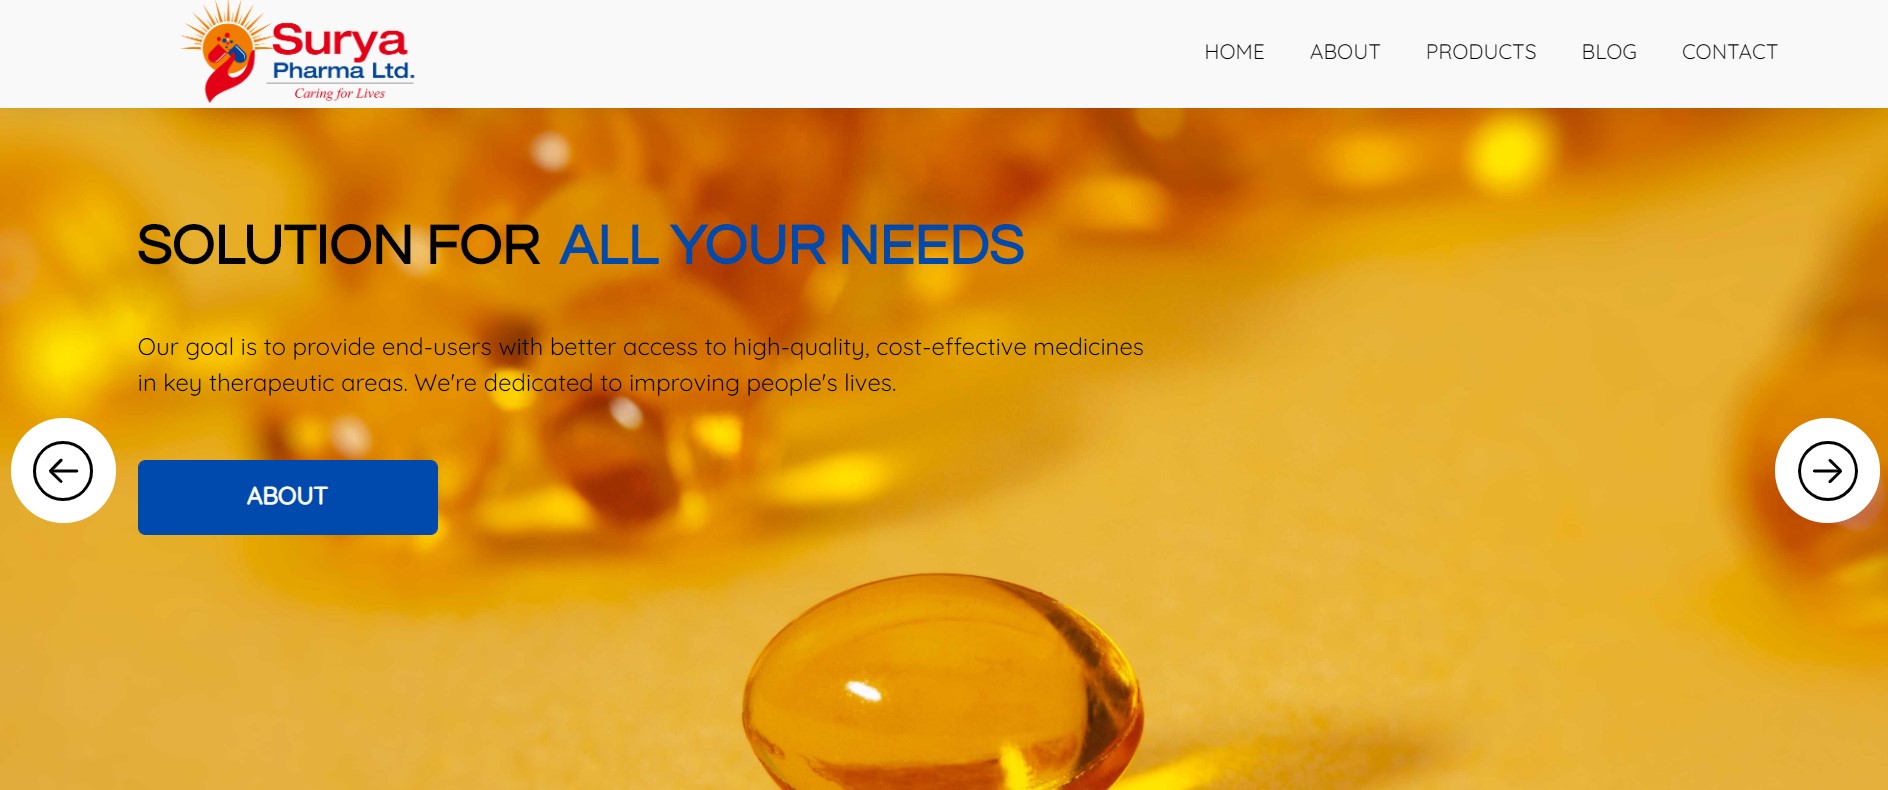 Surya
Pharma Ltd.
Caring for Lives
HOME ABOUT PRODUCTS BLOG CONTACT
SOLUTION FOR ALL YOUR NEEDS
Our goal is to provide end-users with better access to high-quality, cost-effective medicines
in key therapeutic areas. We're dedicated to improving people's lives.
ABOUT